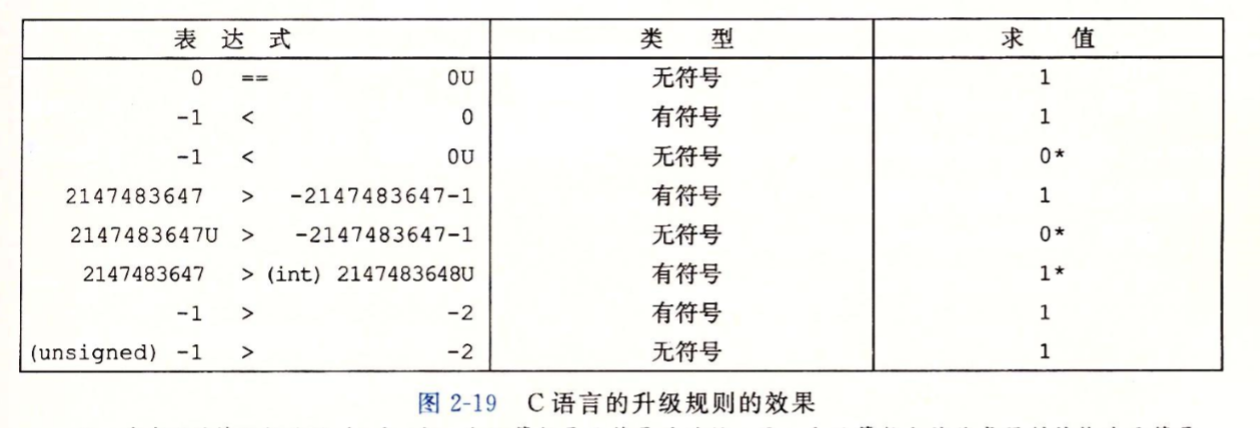 表 达 式 类 型 求 值
0 == 0U 无符号 1
-1 < 0 有符号 1
-1 < 0U 无符号 0*
2147483647 > -2147483647-1 有符号 1
2147483647U > -2147483647-1 无符号 0*
2147483647 > (int) 2147483648U 有符号 1*
-1 > -2 有符号 1
(unsigned) -1 > -2 无符号 1
图 2-19 C语言的升级规则的效果